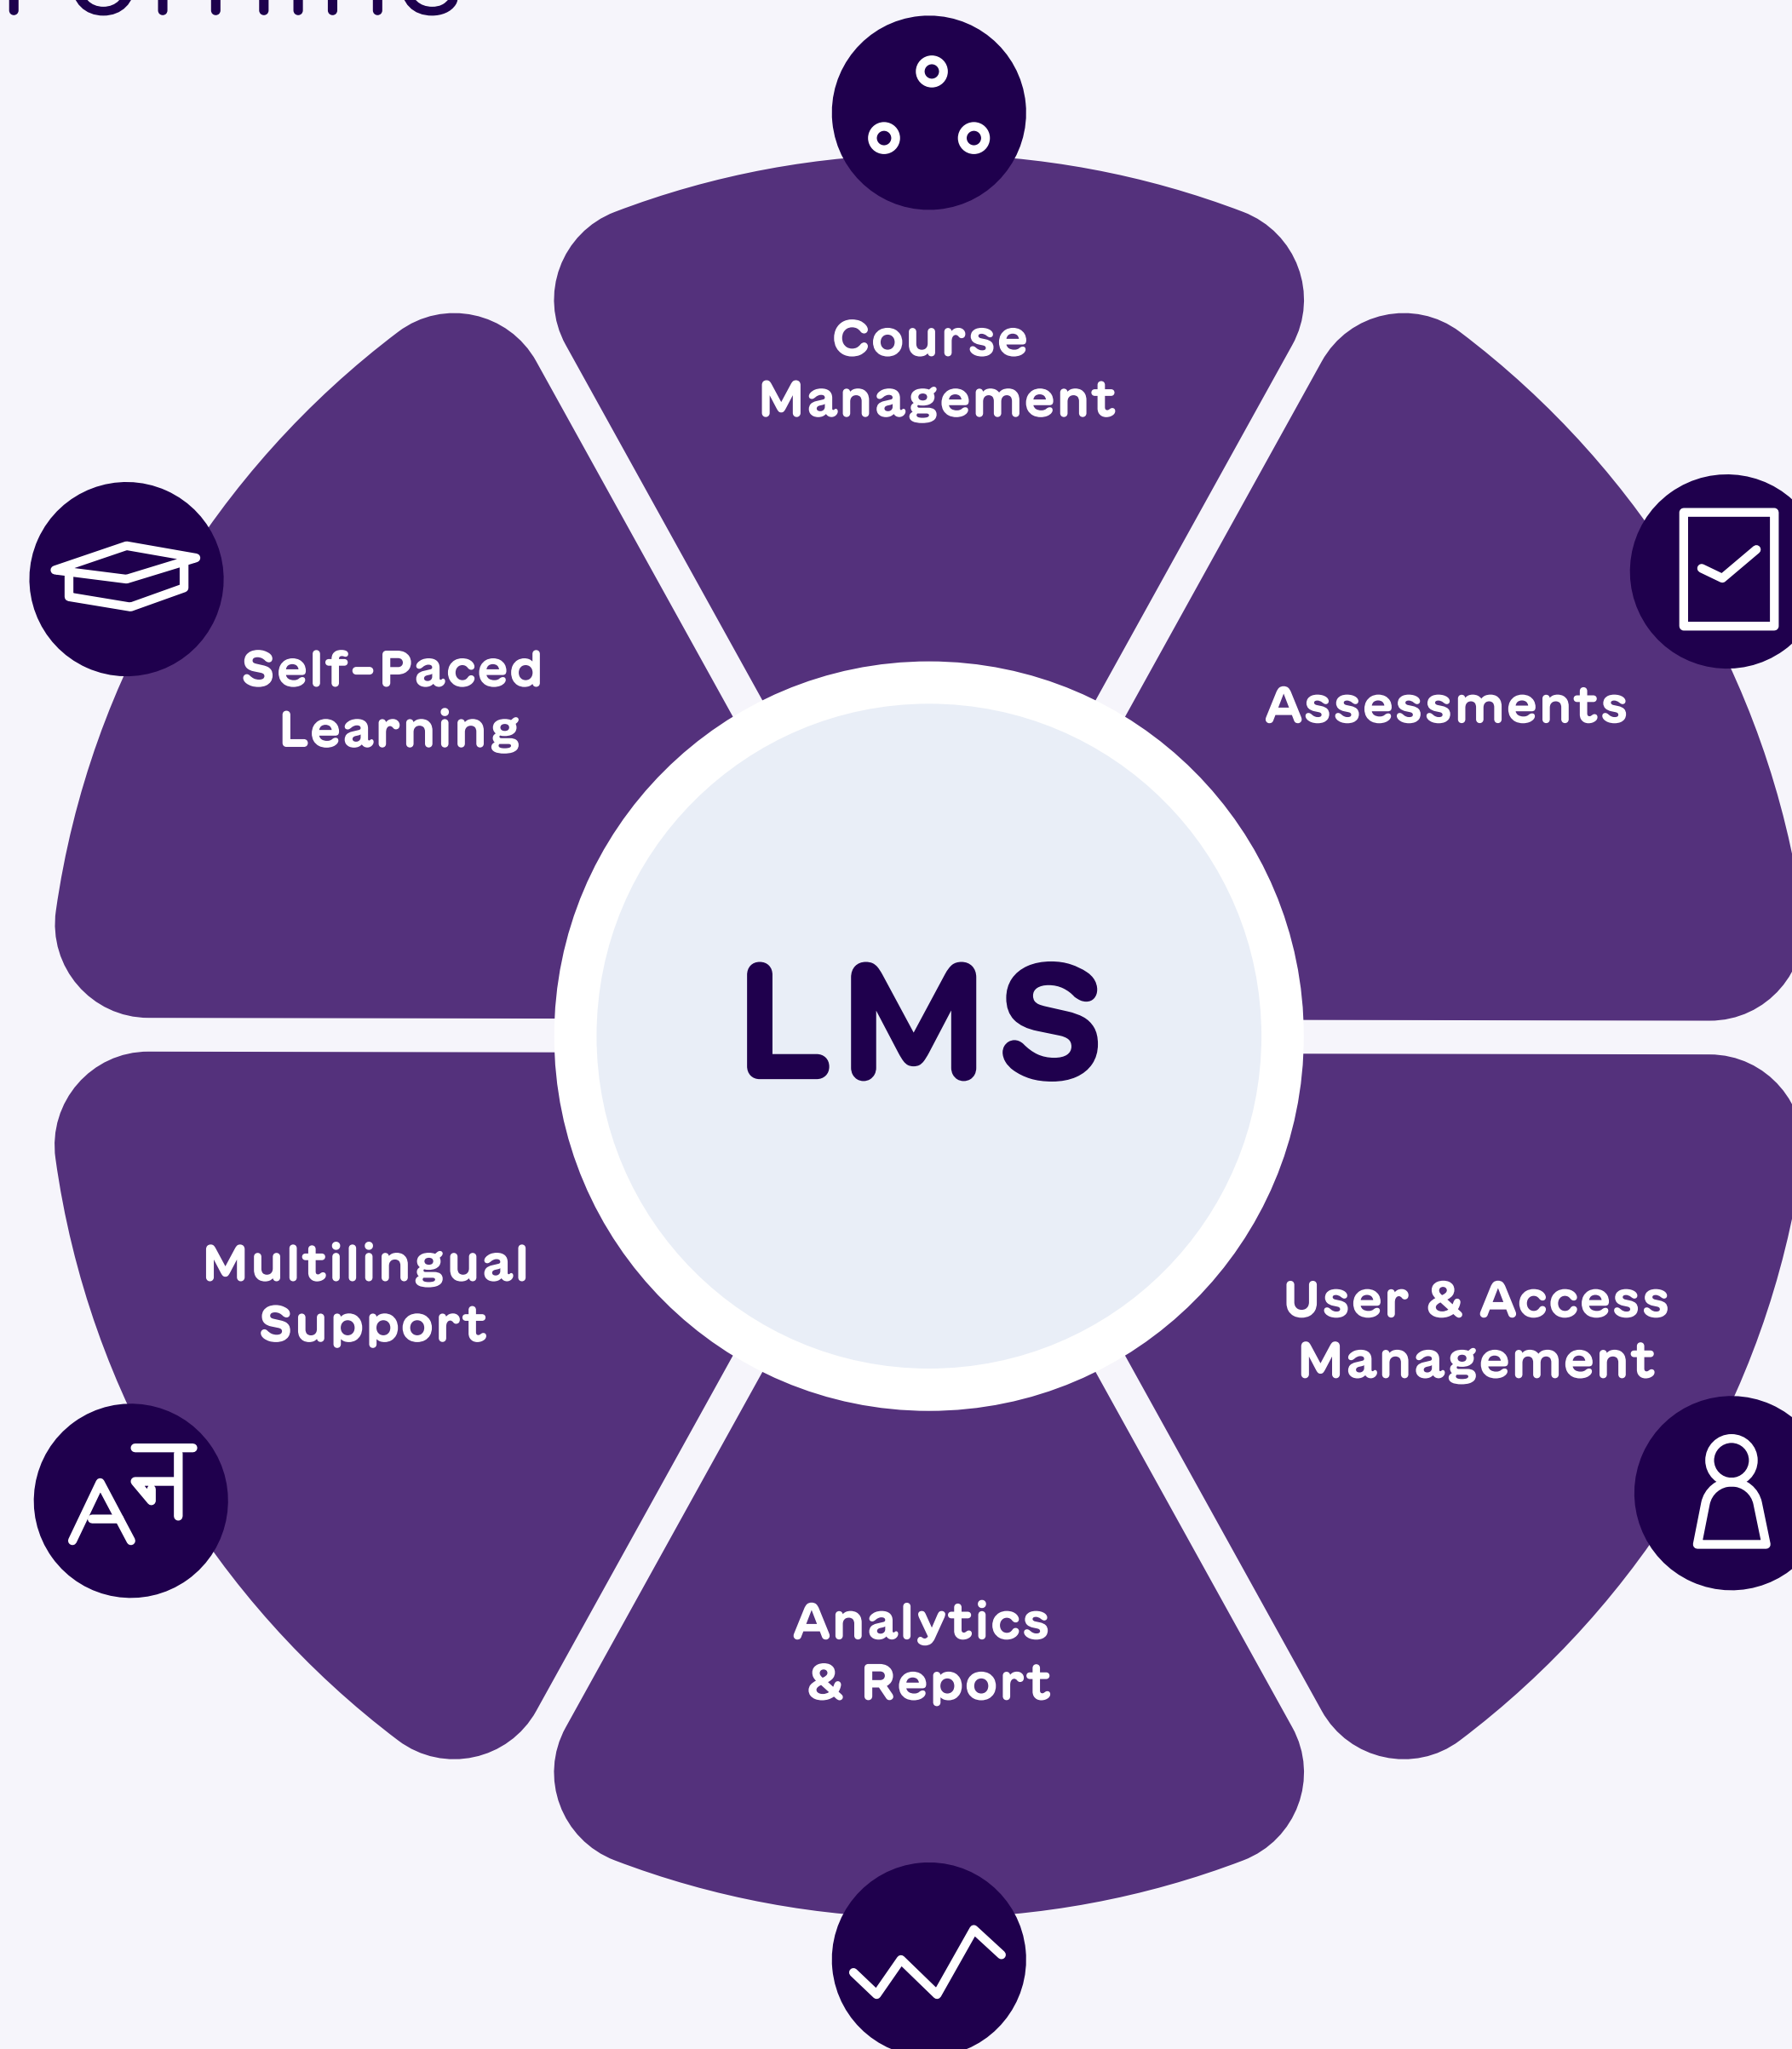 Course
Management
Self-Paced
Learning
Assessments
LMS
Multilingual
Support
User & Access
Management
A न
Analytics
& Report